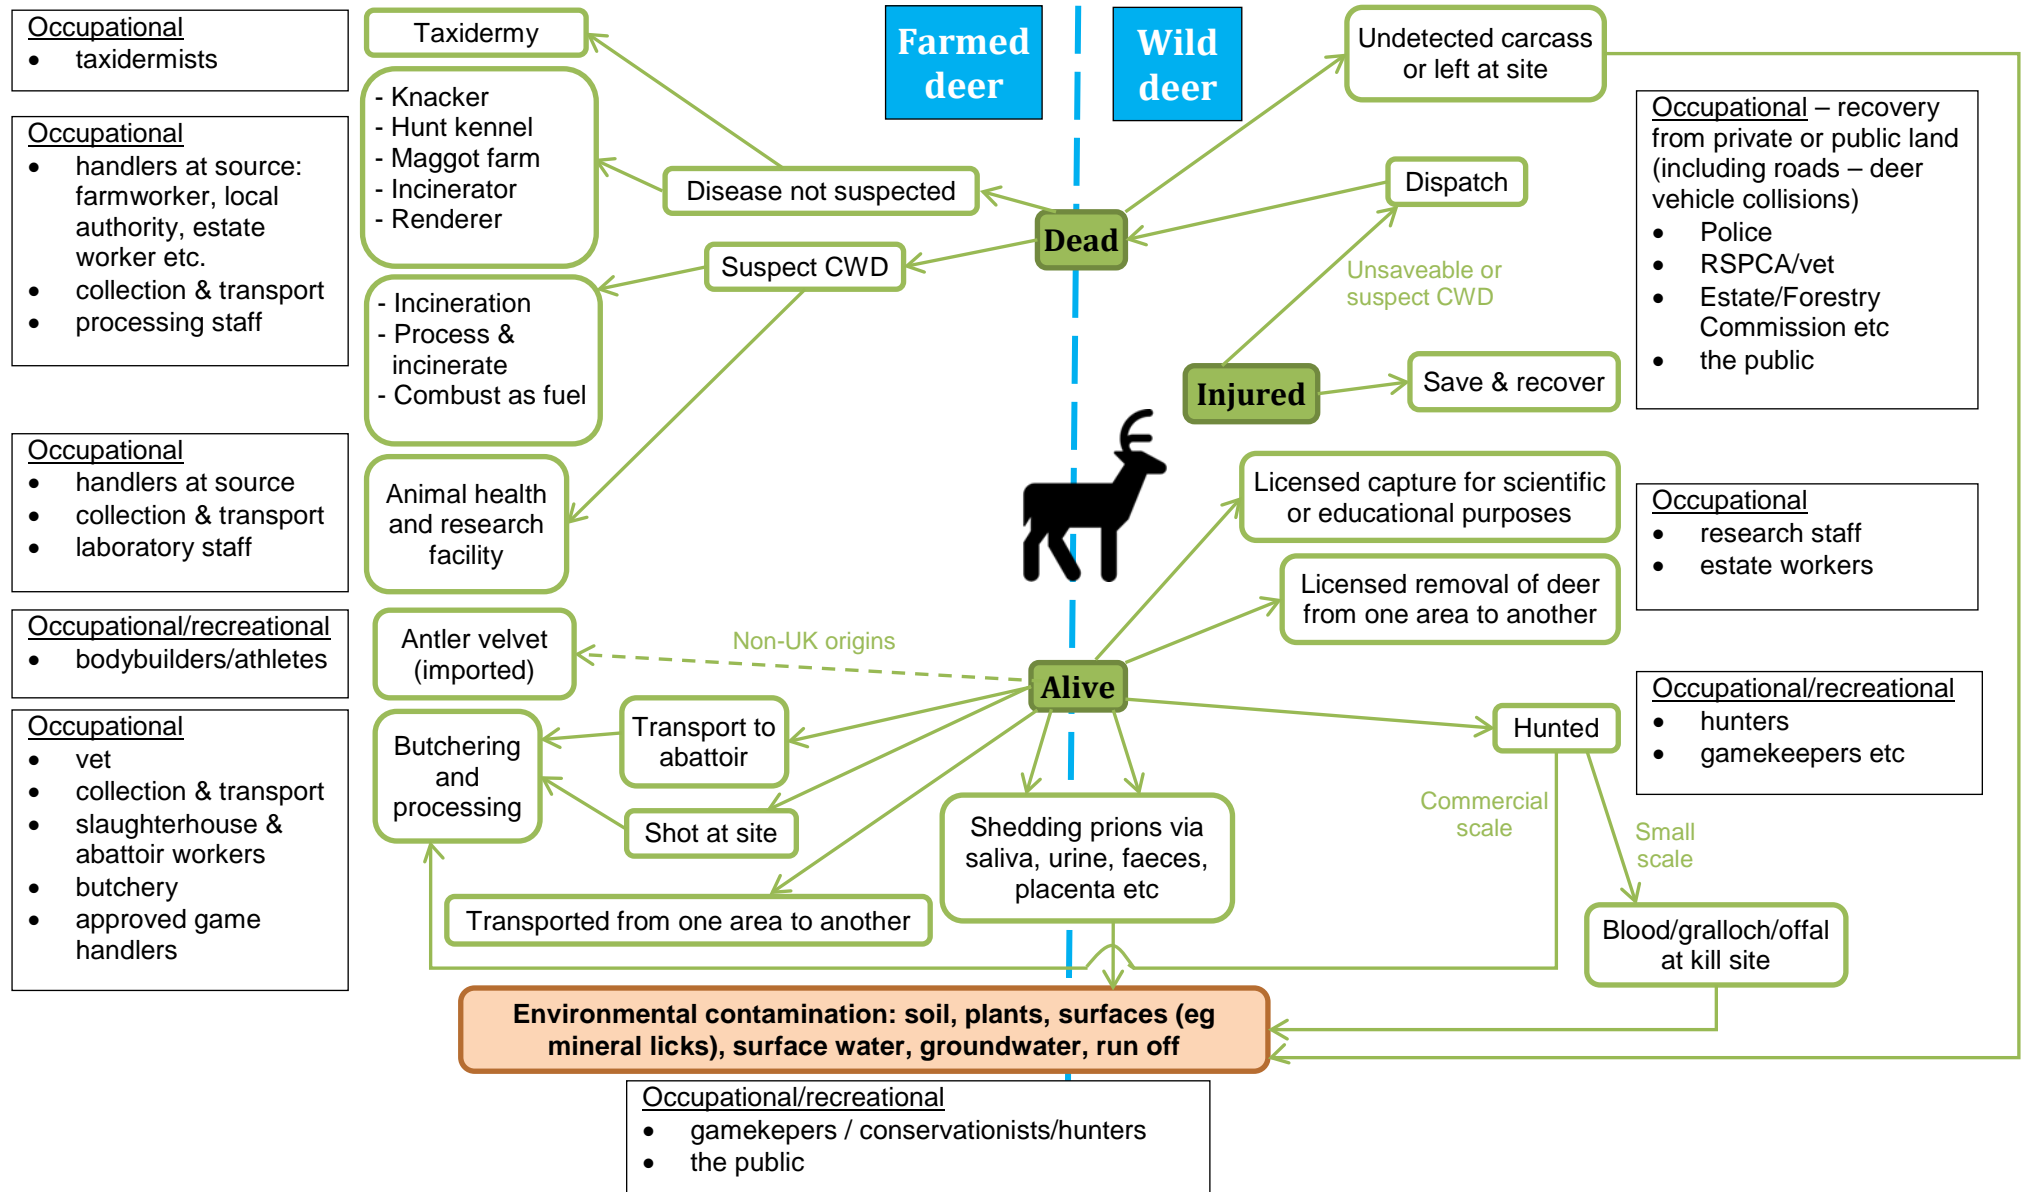 Occupational
• taxidermists
Occupational
• handlers at source:
farmworker, local
authority, estate
worker etc.
• collection & transport
• processing staff
Occupational
• handlers at source
• collection & transport
• laboratory staff
Occupational/recreational
• bodybuilders/athletes
Occupational
• vet
• collection & transport
• slaughterhouse &
abattoir workers
• butchery
• approved game
handlers
Taxidermy
- Knacker
- Hunt kennel
- Maggot farm
- Incinerator
- Renderer
Disease not suspected
Suspect CWD
- Incineration
- Process &
incinerate
- Combust as fuel
Animal health
and research
facility
Antler velvet
(imported)
Non-UK origins
Butchering
and
processing
Transport to
abattoir
Shot at site
Transported from one area to another
Farmed
deer
Wild
deer
Dead
Injured
Alive
Shedding prions via
saliva, urine, faeces,
placenta etc
Undetected carcass
or left at site
Dispatch
Unsaveable or
suspect CWD
Save & recover
Licensed capture for scientific
or educational purposes
Licensed removal of deer
from one area to another
Hunted
Commercial
scale
Small
scale
Blood/gralloch/offal
at kill site
Occupational – recovery
from private or public land
(including roads – deer
vehicle collisions)
• Police
• RSPCA/vet
• Estate/Forestry
Commission etc
• the public
Occupational
• research staff
• estate workers
Occupational/recreational
• hunters
• gamekeepers etc
Environmental contamination: soil, plants, surfaces (eg
mineral licks), surface water, groundwater, run off
Occupational/recreational
• gamekepers / conservationists/hunters
• the public